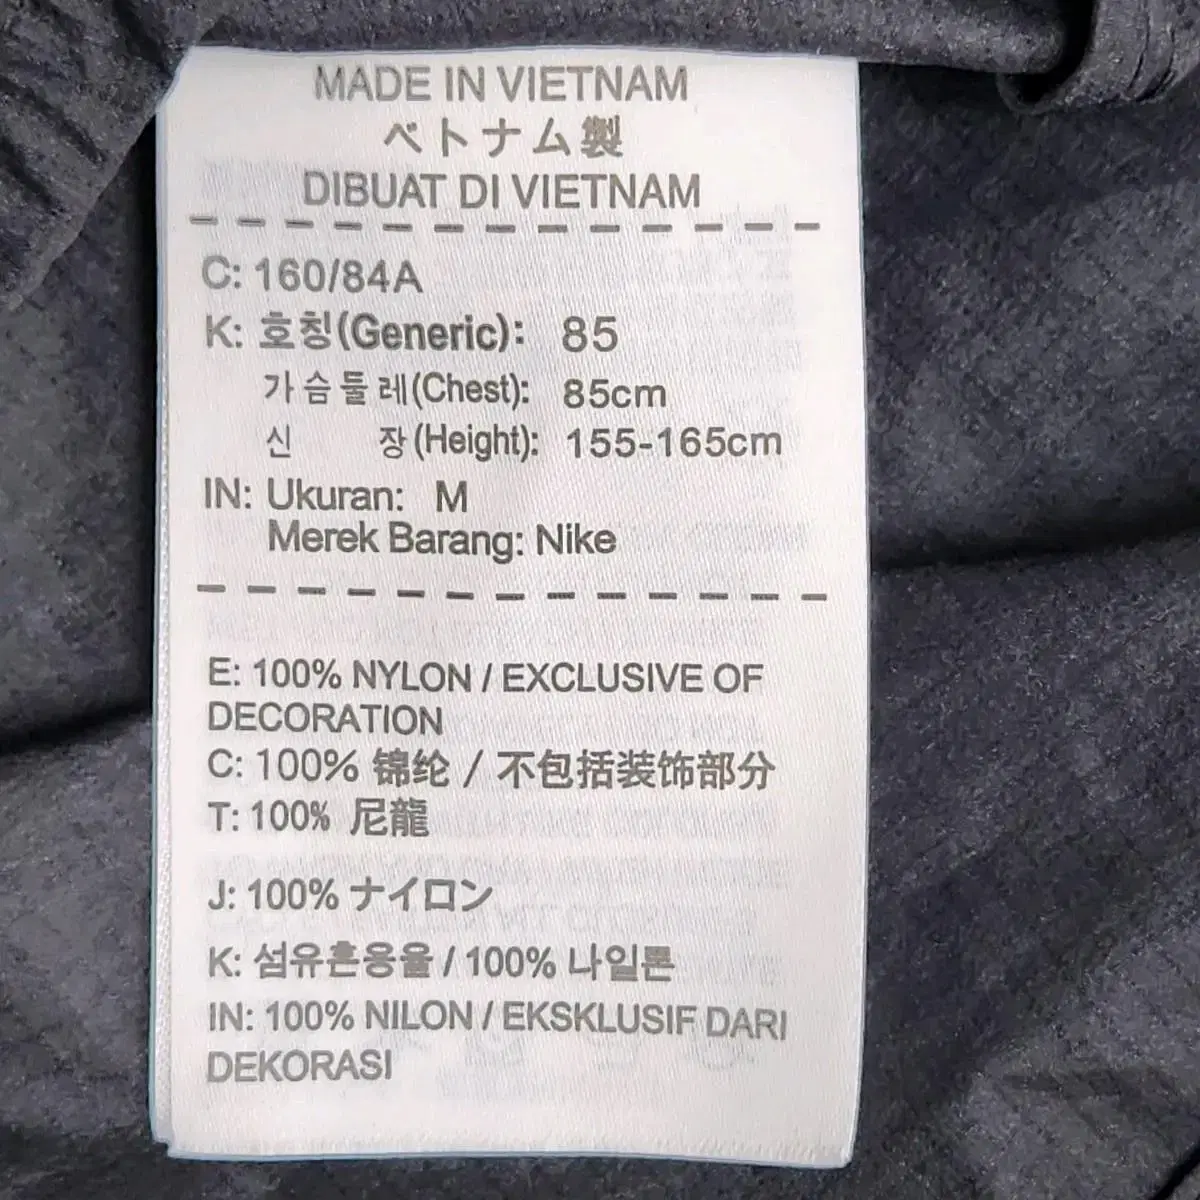 MADE IN VIETNAM
ベトナム製
DIBUAT DI VIETNAM
C: 160/84A
K: 호칭(Generic): 85
가슴둘레(Chest): 85cm
신 장(Height): 155-165cm
IN: Ukuran: M
Merek Barang: Nike
E: 100% NYLON / EXCLUSIVE OF
DECORATION
C: 100% 锦纶 / 不包括装饰部分
T: 100% 尼龍
J: 100% ナイロン
K: 섬유혼용율 / 100% 나일론
IN: 100% NILON / EKSKLUSIF DARI
DEKORASI